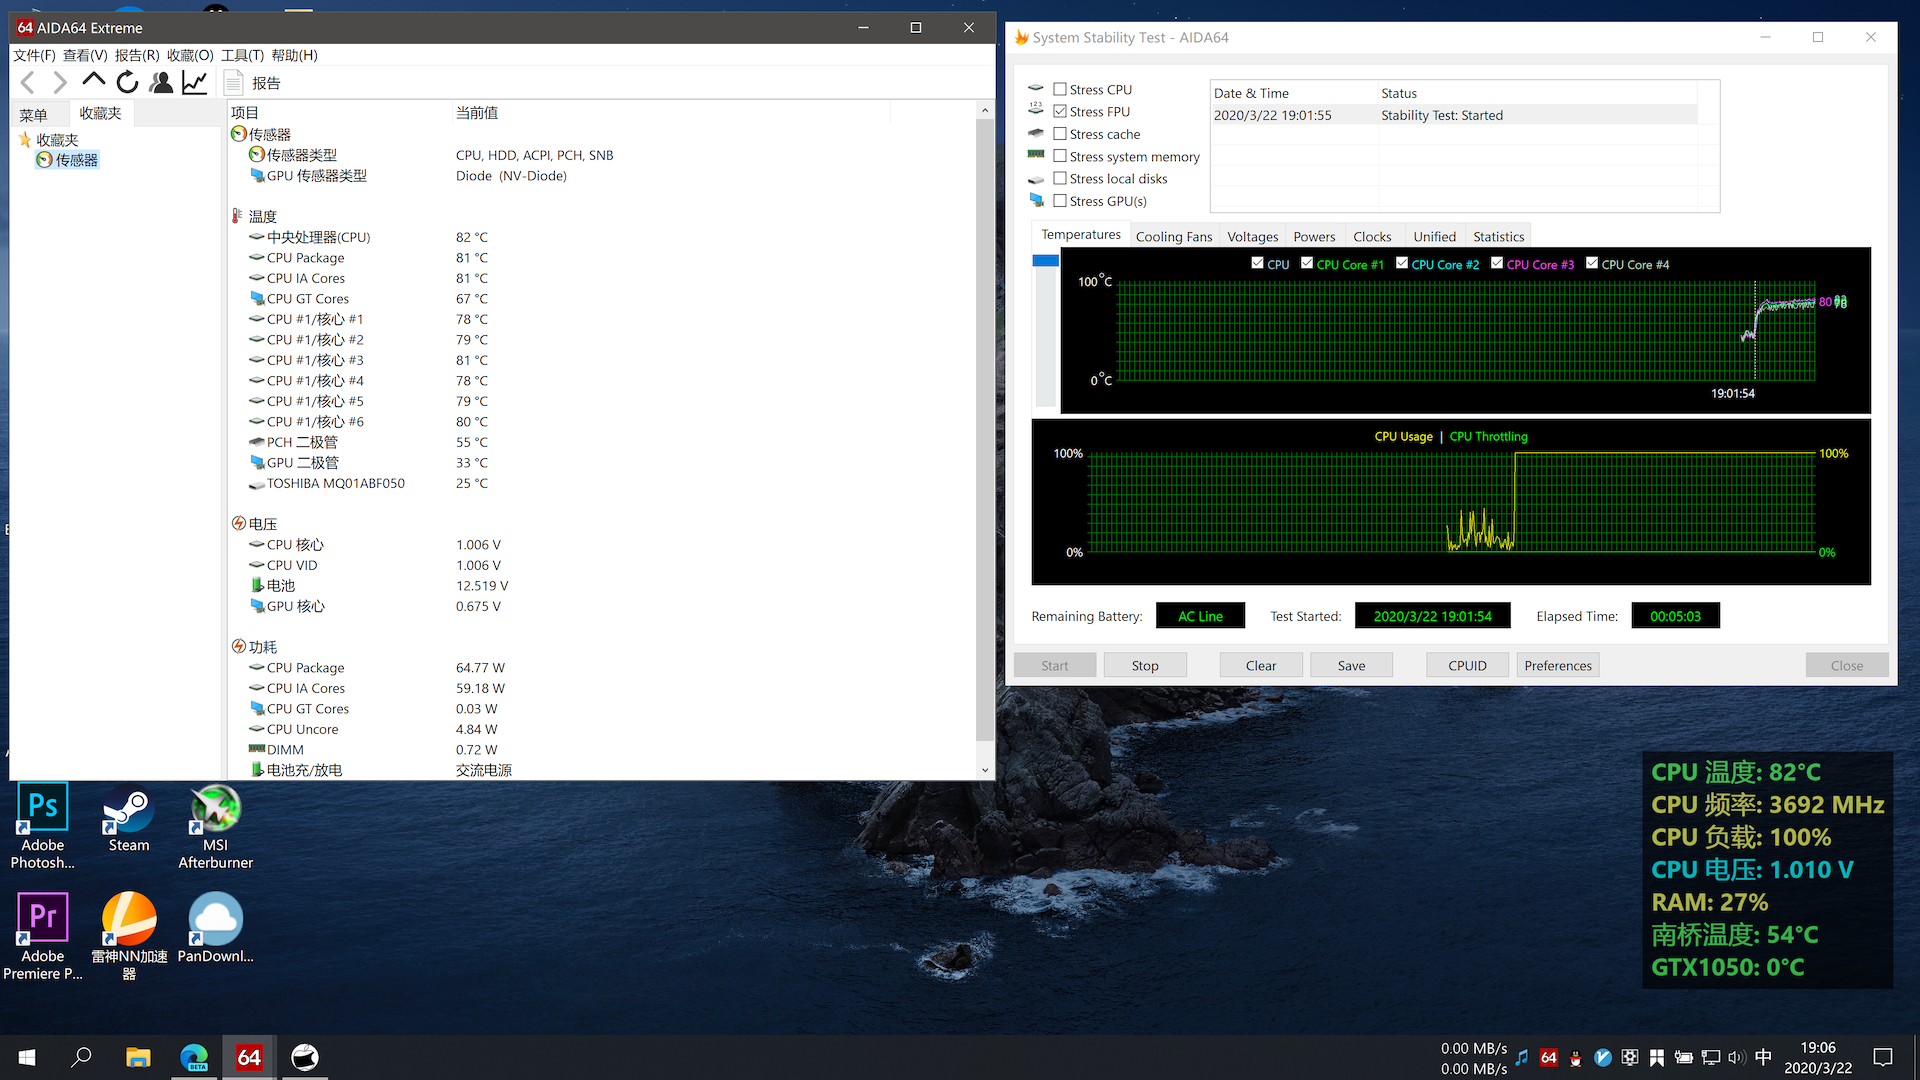 64 AIDA64 Extreme
文件(F) 查看(V) 报告(R) 收藏(O) 工具(T) 帮助(H)
报告
菜单 收藏夹
收藏夹
传感器
项目 当前值
传感器
传感器类型 CPU, HDD, ACPI, PCH, SNB
GPU 传感器类型 Diode (NV-Diode)
温度
中央处理器(CPU) 82 °C
CPU Package 81 °C
CPU IA Cores 81 °C
CPU GT Cores 67 °C
CPU #1/核心 #1 78 °C
CPU #1/核心 #2 79 °C
CPU #1/核心 #3 81 °C
CPU #1/核心 #4 78 °C
CPU #1/核心 #5 79 °C
CPU #1/核心 #6 80 °C
PCH 二极管 55 °C
GPU 二极管 33 °C
TOSHIBA MQ01ABF050 25 °C
电压
CPU 核心 1.006 V
CPU VID 1.006 V
电池 12.519 V
GPU 核心 0.675 V
功耗
CPU Package 64.77 W
CPU IA Cores 59.18 W
CPU GT Cores 0.03 W
CPU Uncore 4.84 W
DIMM 0.72 W
电池充/放电 交流电源
System Stability Test - AIDA64
Stress CPU
123
Stress FPU
Stress cache
Stress system memory
Stress local disks
Stress GPU(s)
Date & Time Status
2020/3/22 19:01:55 Stability Test: Started
Temperatures Cooling Fans Voltages Powers Clocks Unified Statistics
CPU CPU Core #1 CPU Core #2 CPU Core #3 CPU Core #4
100°C
80
0°C
19:01:54
CPU Usage | CPU Throttling
100% 100%
0% 0%
Remaining Battery: AC Line Test Started: 2020/3/22 19:01:54 Elapsed Time: 00:05:03
Start Stop Clear Save CPUID Preferences Close
CPU 温度: 82°C
CPU 频率: 3692 MHz
CPU 负载: 100%
CPU 电压: 1.010 V
RAM: 27%
南桥温度: 54°C
GTX1050: 0°C
Ps
Adobe Photosh...
Steam
MSI Afterburner
Pr
Adobe Premiere P...
雷神NN加速器
PanDownl...
BETA
64
0.00 MB/s
0.00 MB/s
64
中
19:06
2020/3/22